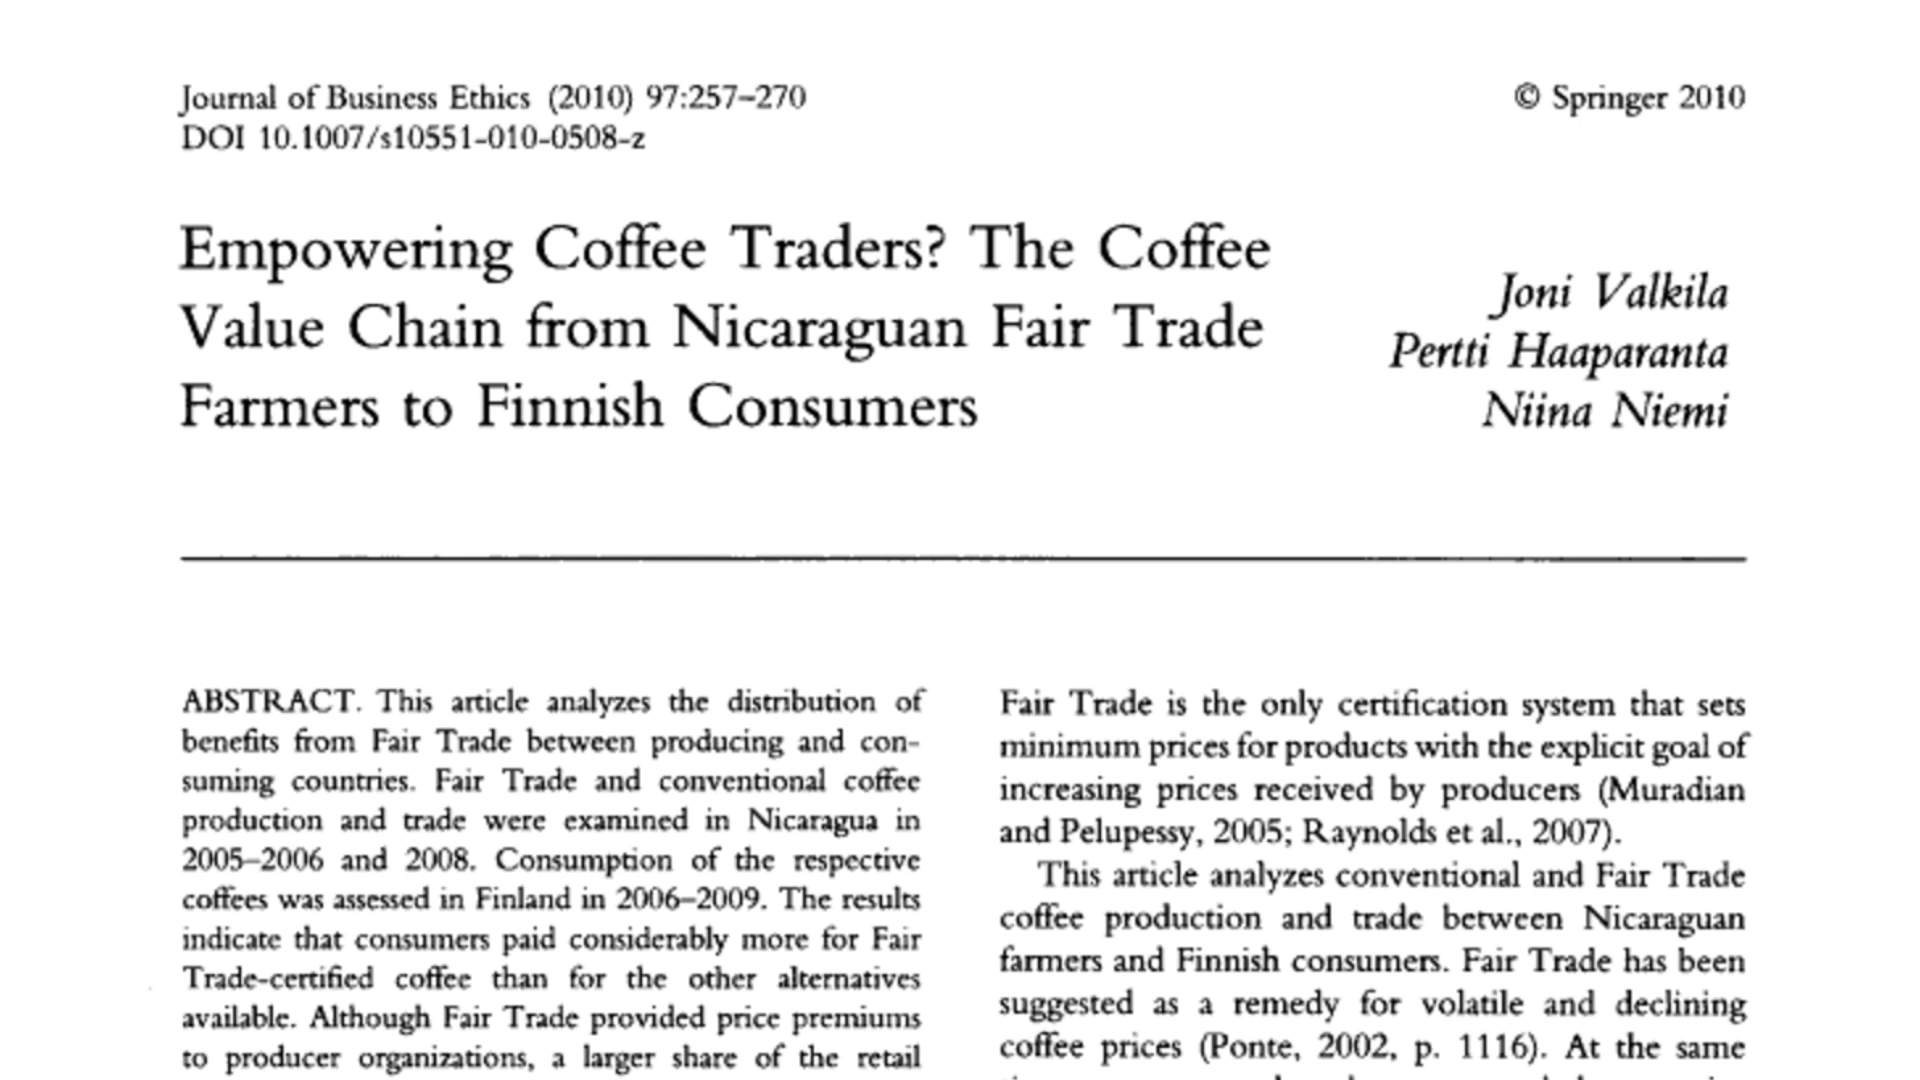 Journal of Business Ethics (2010) 97:257–270
© Springer 2010
DOI 10.1007/s10551-010-0508-z
Empowering Coffee Traders? The Coffee
Value Chain from Nicaraguan Fair Trade
Farmers to Finnish Consumers
Joni Valkila
Pertti Haaparanta
Niina Niemi
ABSTRACT. This article analyzes the distribution of
benefits from Fair Trade between producing and con-
suming countries. Fair Trade and conventional coffee
production and trade were examined in Nicaragua in
2005–2006 and 2008. Consumption of the respective
coffees was assessed in Finland in 2006–2009. The results
indicate that consumers paid considerably more for Fair
Trade-certified coffee than for the other alternatives
available. Although Fair Trade provided price premiums
to producer organizations, a larger share of the retail
Fair Trade is the only certification system that sets
minimum prices for products with the explicit goal of
increasing prices received by producers (Muradian
and Pelupessy, 2005; Raynolds et al., 2007).
This article analyzes conventional and Fair Trade
coffee production and trade between Nicaraguan
farmers and Finnish consumers. Fair Trade has been
suggested as a remedy for volatile and declining
coffee prices (Ponte, 2002, p. 1116). At the same